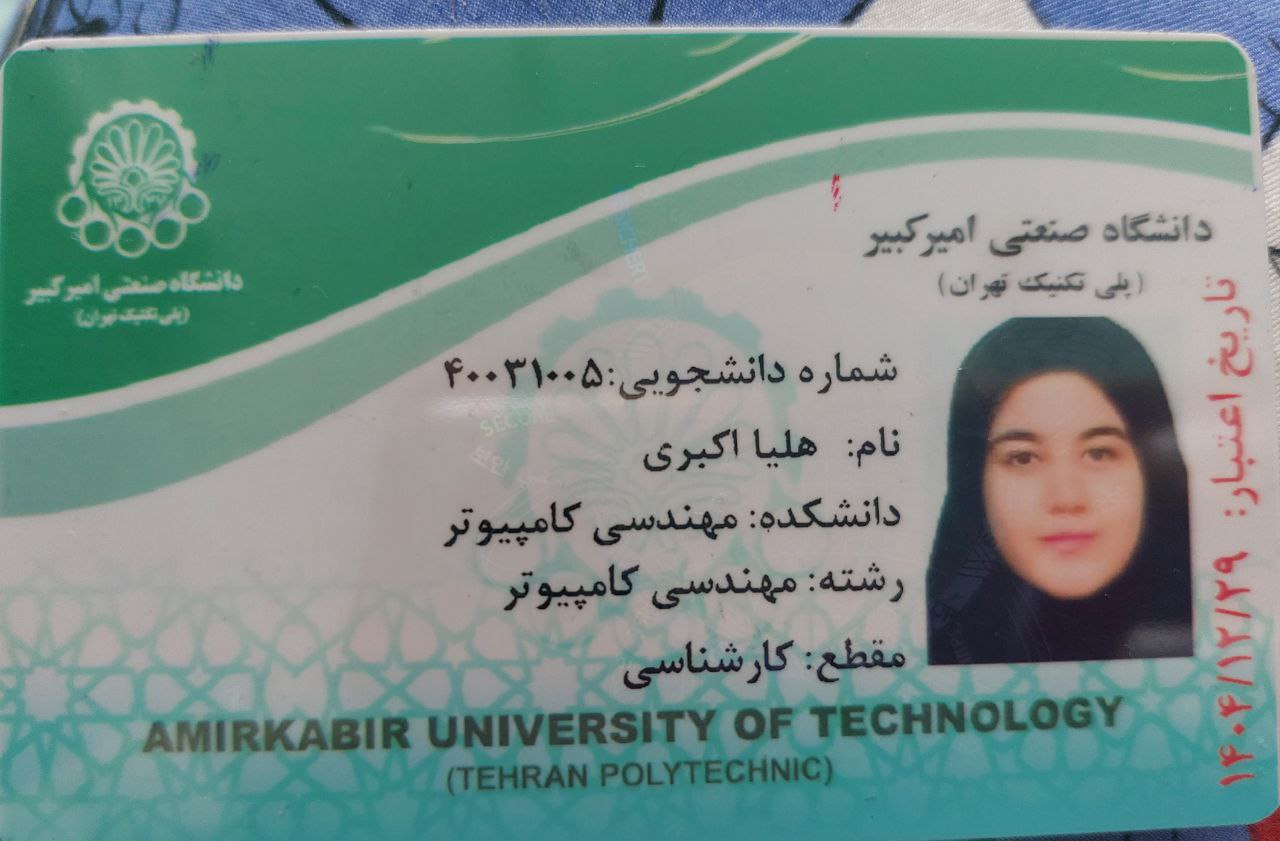 دانشگاه صنعتی امیرکبیر
(پلی تکنیک تهران)
دانشگاه صنعتی امیرکبیر
(پلی تکنیک تهران)
شماره دانشجویی:۴۰۰۳۱۰۰۵
نام: هلیا اکبری
دانشکده: مهندسی کامپیوتر
رشته: مهندسی کامپیوتر
مقطع: کارشناسی
تاریخ اعتبار: ۱۴۰۴/۱۲/۲۹
AMIRKABIR UNIVERSITY OF TECHNOLOGY
(TEHRAN POLYTECHNIC)